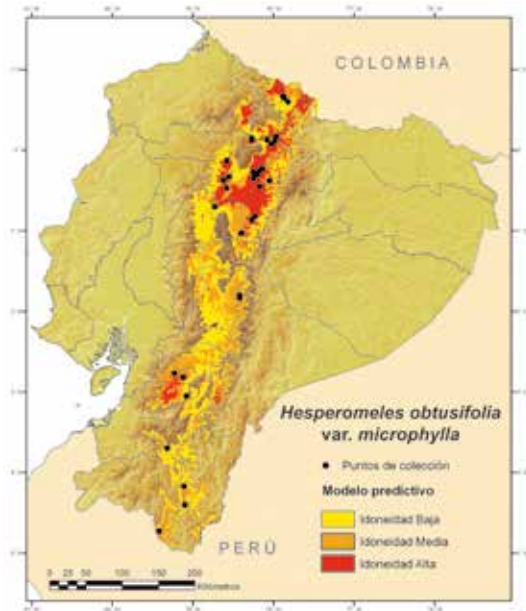 COLOMBIA
Hesperomeles obtusifolia
var. microphylla
Puntos de colección
Modelo predictivo
Idoneidad Baja
Idoneidad Media
Idoneidad Alta
PERÚ
0 25 50 100 150 200
Kilómetros